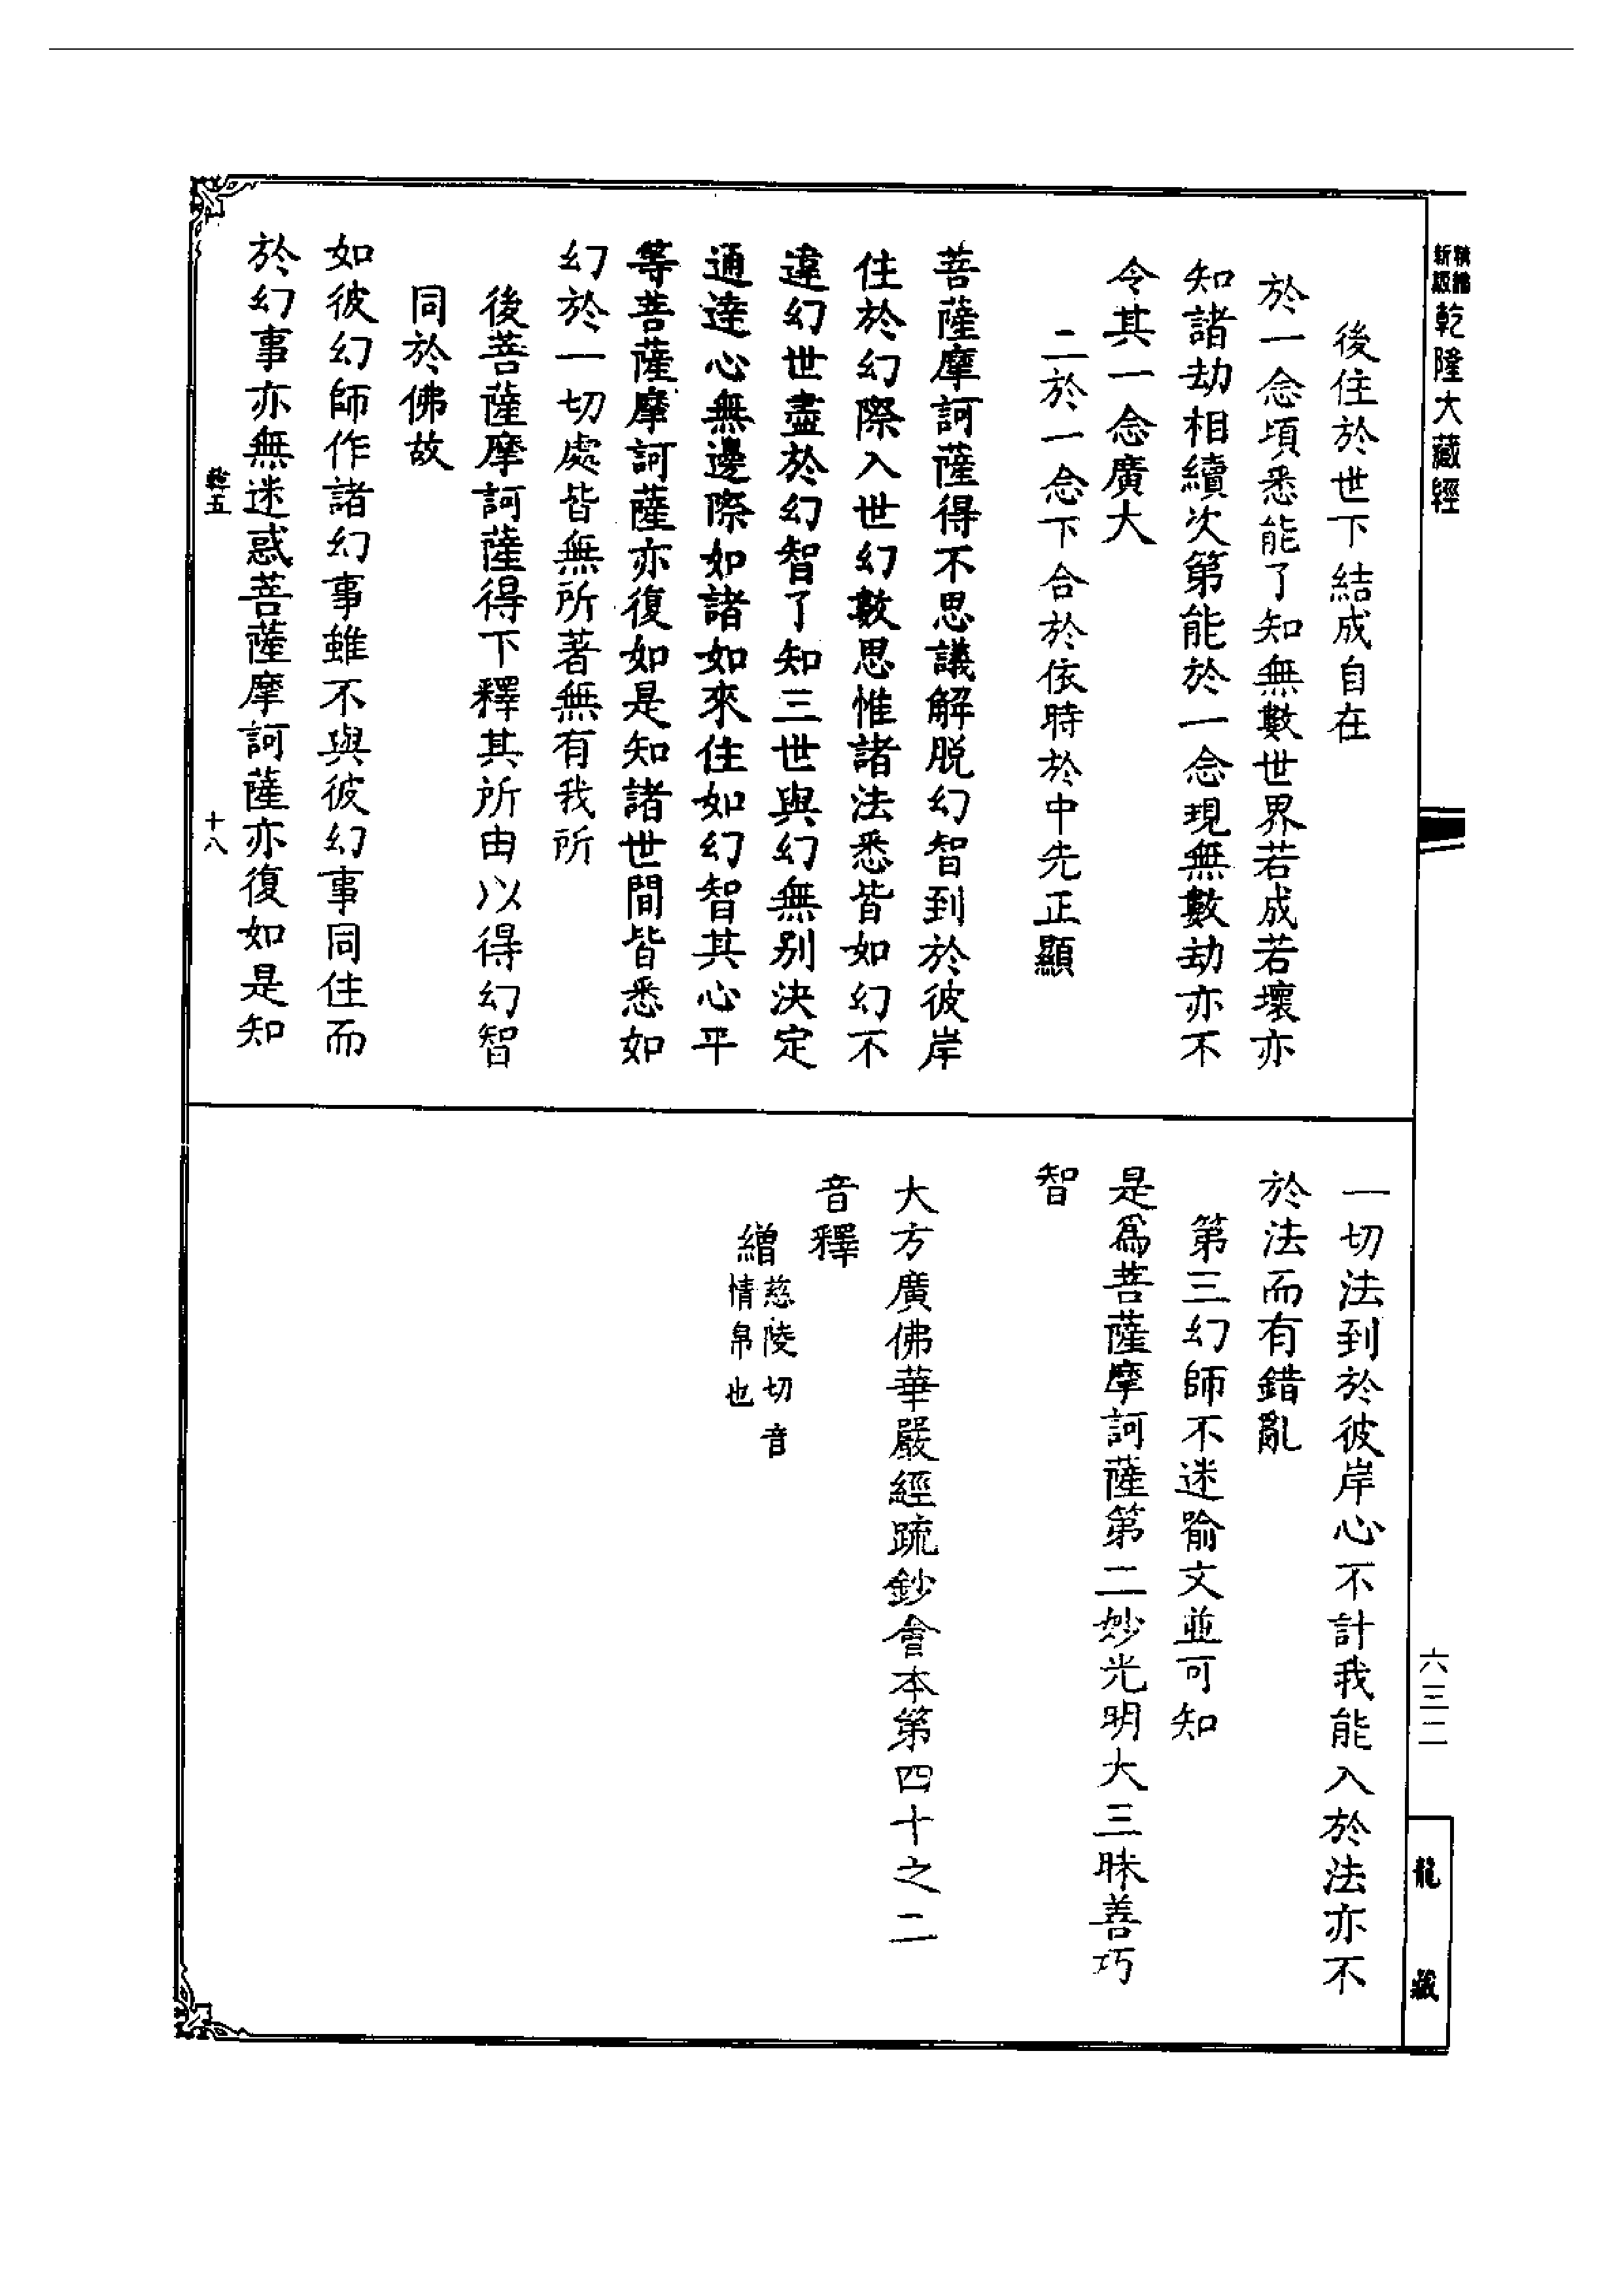 新版
乾隆大藏經
後住於世下結成自在
於一念頃悉能了知無數世界若成若壞亦
知諸劫相續次第能於一念現無數劫亦不
令其一念廣大
二於一念下合於依時於中先正顯
菩薩摩訶薩得不思議解脱幻智到於彼岸
住於幻際入世幻數思惟諸法悉皆如幻不
違幻世盡於幻智了知三世與幻無别決定
通達心無邊際如諸如來住如幻智其心平
等菩薩摩訶薩亦復如是知諸世間皆悉如
幻於一切處皆無所著無有我所
後菩薩摩訶薩得下釋其所由以得幻智
同於佛故
如彼幻師作諸幻事雖不與彼幻事同住而
於幻事亦無迷惑菩薩摩訶薩亦復如是知
十八
一切法到於彼岸心不計我能入於法亦不
於法而有錯亂
第三幻師不迷喻文並可知
是爲菩薩摩訶薩第二妙光明大三昧善巧
智
大方廣佛華嚴經疏鈔會本第四十之二
音釋
繒慈陵切音
情帛也
六三二
龍藏